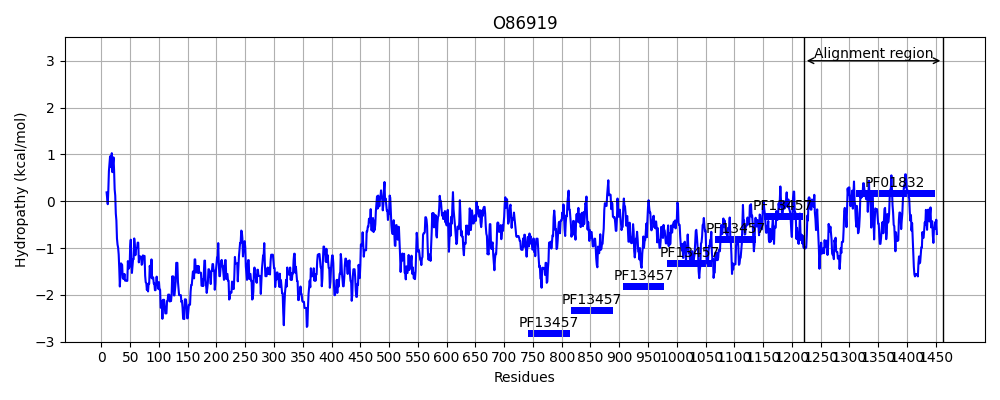 O86919
Hydropathy (kcal/mol)
3
2
1
0
−1
−2
−3
Alignment region
PF01832
PF13457
PF13457
PF13457
PF13457
PF13457
PF13457
0 50 100 150 200 250 300 350 400 450 500 550 600 650 700 750 800 850 900 950 1000 1050 1100 1150 1200 1250 1300 1350 1400 1450
Residues